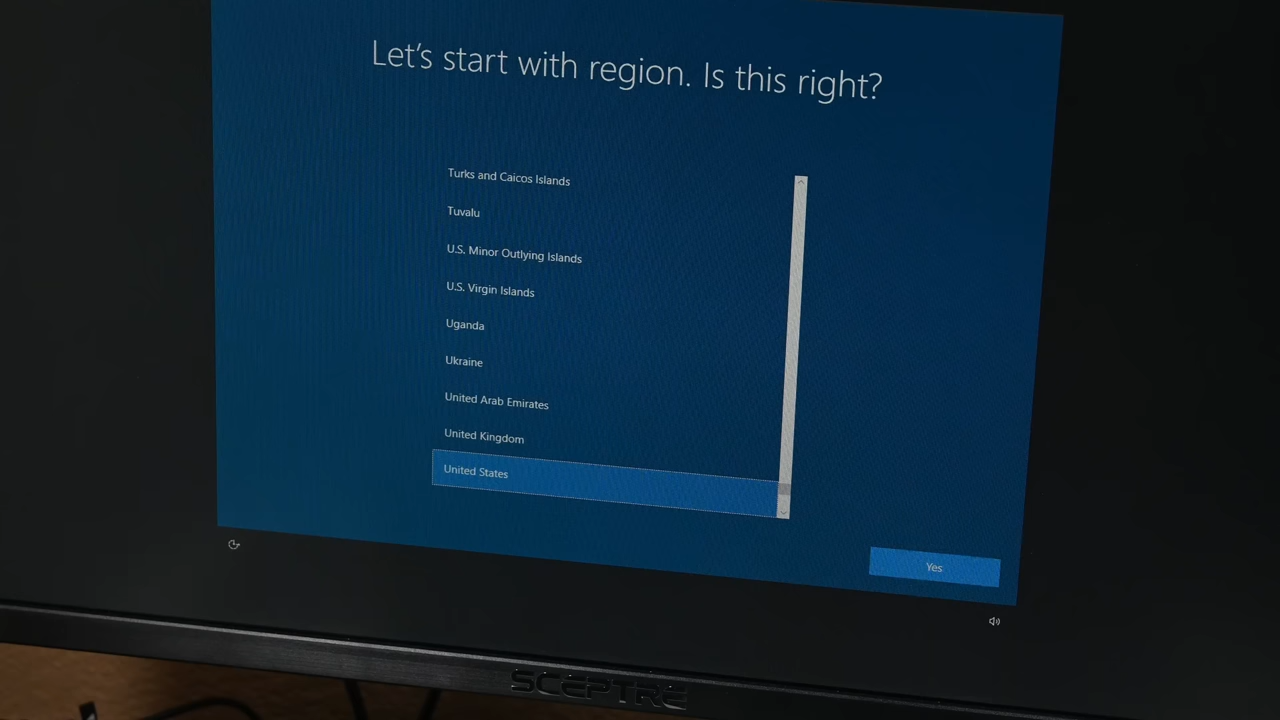 Let's start with region. Is this right?
Turks and Caicos Islands
Tuvalu
U.S. Minor Outlying Islands
U.S. Virgin Islands
Uganda
Ukraine
United Arab Emirates
United Kingdom
United States
Yes
SCEPTRE